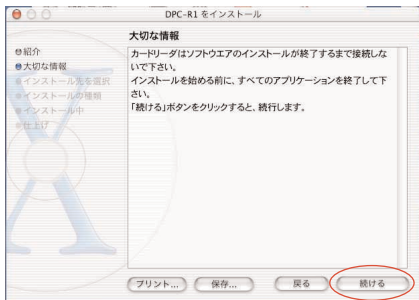 DPC-R1 をインストール
大切な情報
紹介
大切な情報
インストール先を選択
インストールの種類
インストール中
仕上げ
カードリーダはソフトウエアのインストールが終了するまで接続しな
いで下さい。
インストールを始める前に、すべてのアプリケーションを終了して下
さい。
「続ける」ボタンをクリックすると、続行します。
プリント...
保存...
戻る
続ける